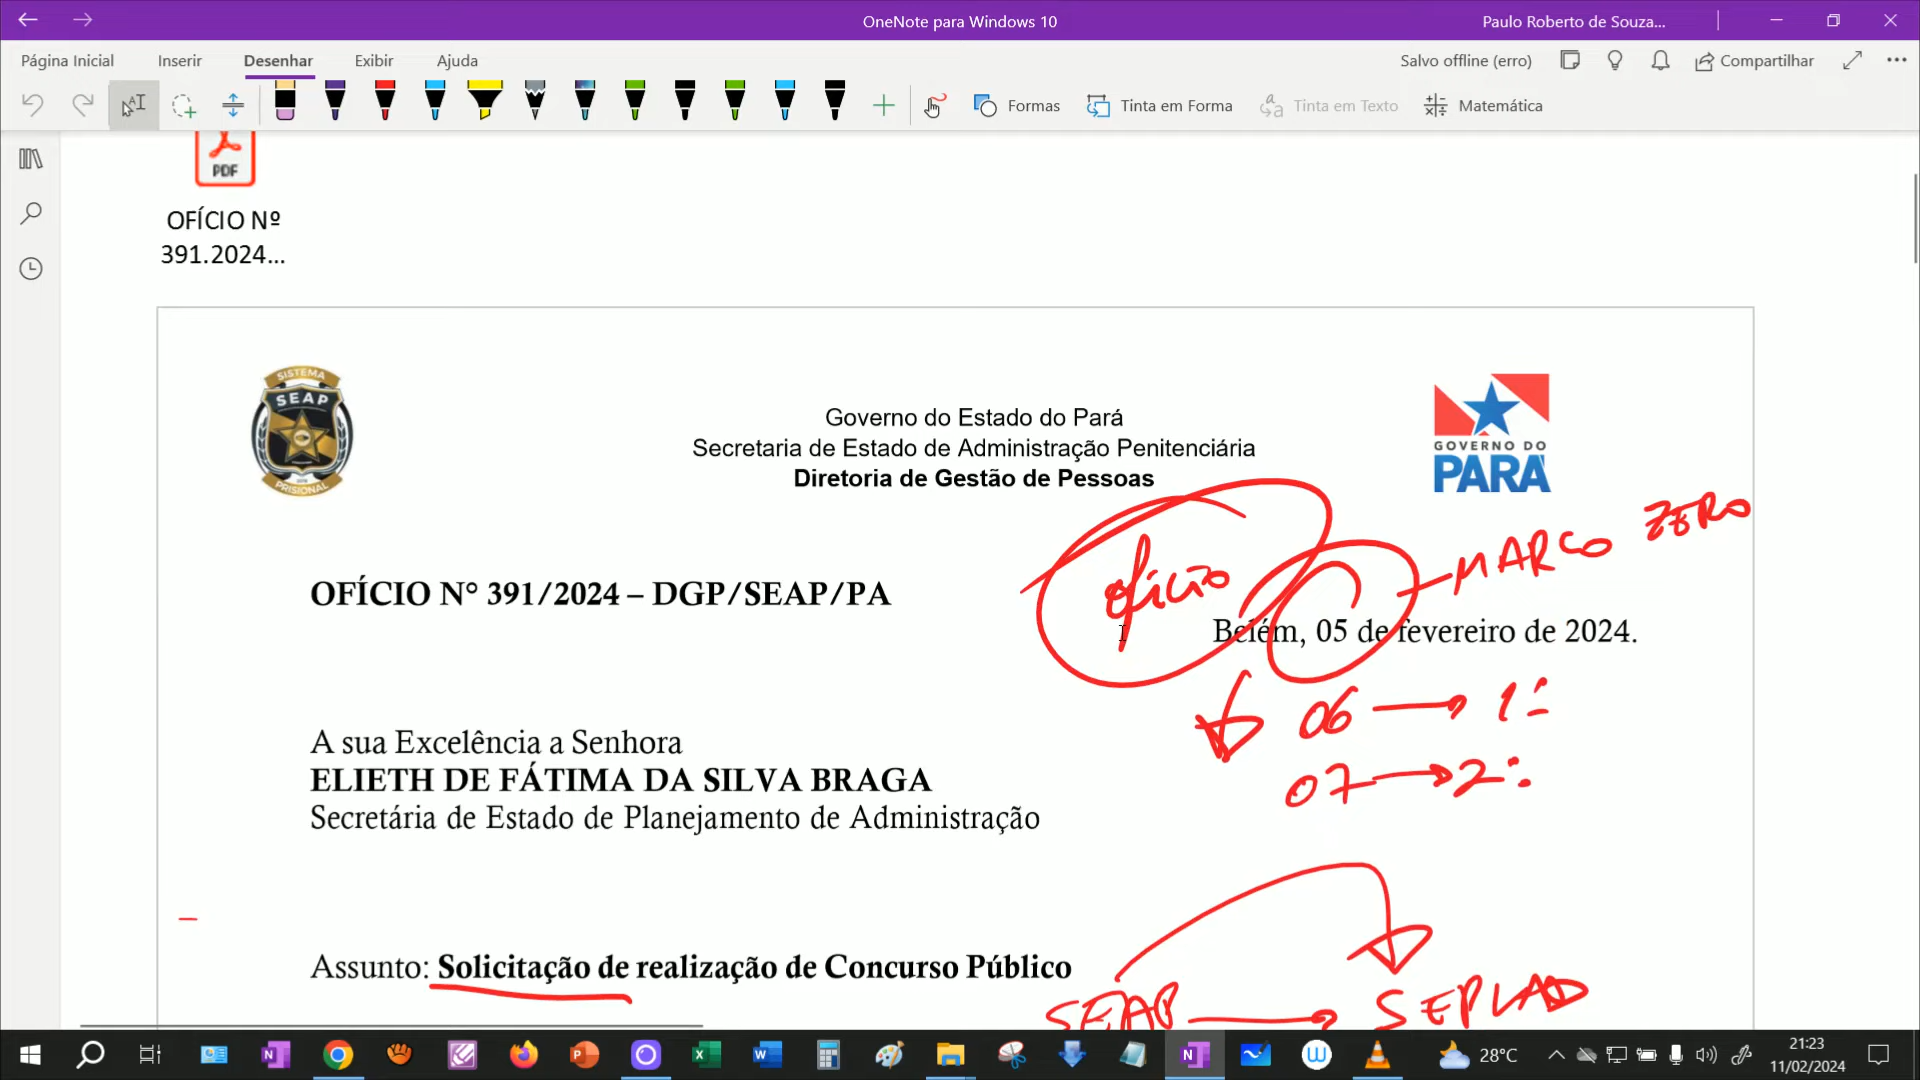 OneNote para Windows 10
Paulo Roberto de Souza...
Página Inicial
Inserir
Desenhar
Exibir
Ajuda
Salvo offline (erro)
Compartilhar
Formas
Tinta em Forma
Tinta em Texto
Matemática
PDF
OFÍCIO Nº
391.2024...
SISTEMA
SEAP
PRISIONAL
Governo do Estado do Pará
Secretaria de Estado de Administração Penitenciária
Diretoria de Gestão de Pessoas
GOVERNO DO
PARÁ
MARCO ZERO
ofício
OFÍCIO N° 391/2024 – DGP/SEAP/PA
Belém, 05 de fevereiro de 2024.
06 → 1º
07 → 2º
A sua Excelência a Senhora
ELIETH DE FÁTIMA DA SILVA BRAGA
Secretária de Estado de Planejamento de Administração
Assunto: Solicitação de realização de Concurso Público
SEAP → SEPLAD
28°C
21:23
11/02/2024